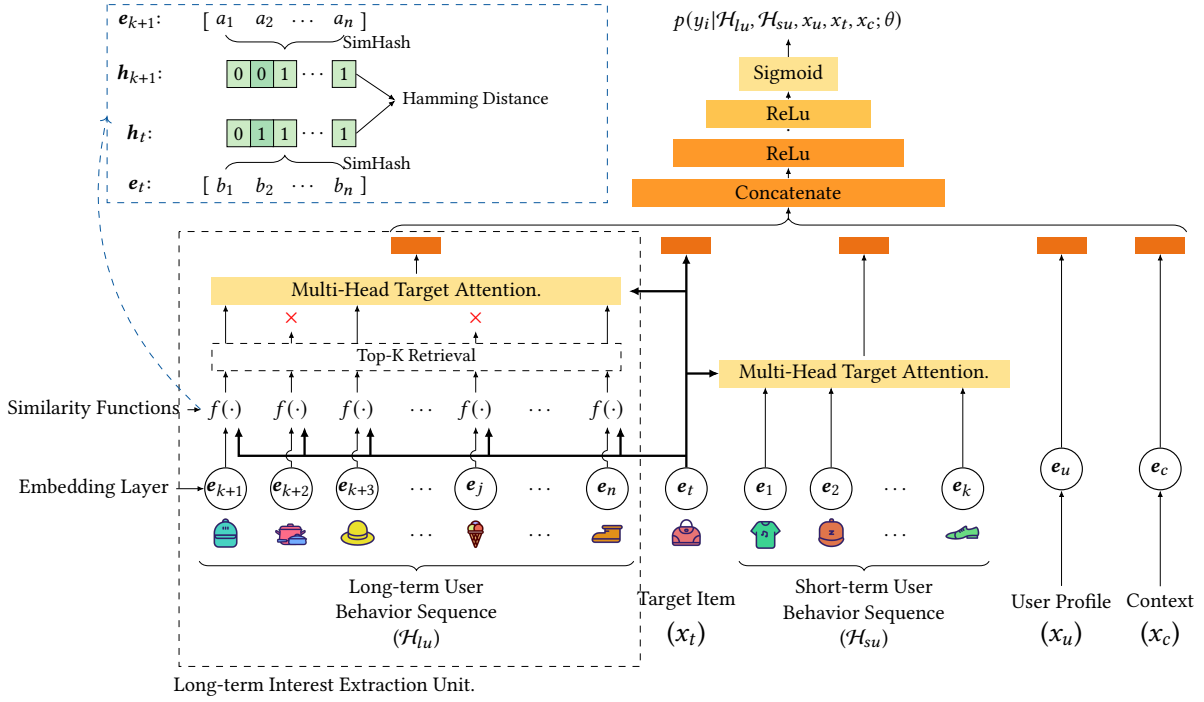 e_{k+1}: [ a_1 a_2 ⋯ a_n ]
SimHash
h_{k+1}: 0 0 1 ⋯ 1
Hamming Distance
h_t: 0 1 1 ⋯ 1
SimHash
e_t: [ b_1 b_2 ⋯ b_n ]
p(y_i|ℋ_{lu}, ℋ_{su}, x_u, x_t, x_c; θ)
Sigmoid
ReLu
ReLu
Concatenate
Multi-Head Target Attention.
× ×
Top-K Retrieval
Multi-Head Target Attention.
Similarity Functions f(·) f(·) f(·) ⋯ f(·) ⋯ f(·)
Embedding Layer e_{k+1} e_{k+2} e_{k+3} ⋯ e_j ⋯ e_n e_t e_1 e_2 ⋯ e_k e_u e_c
⋯ ⋯ ⋯
Long-term User
Behavior Sequence
(ℋ_{lu})
Target Item
(x_t)
Short-term User
Behavior Sequence
(ℋ_{su})
User Profile
(x_u)
Context
(x_c)
Long-term Interest Extraction Unit.